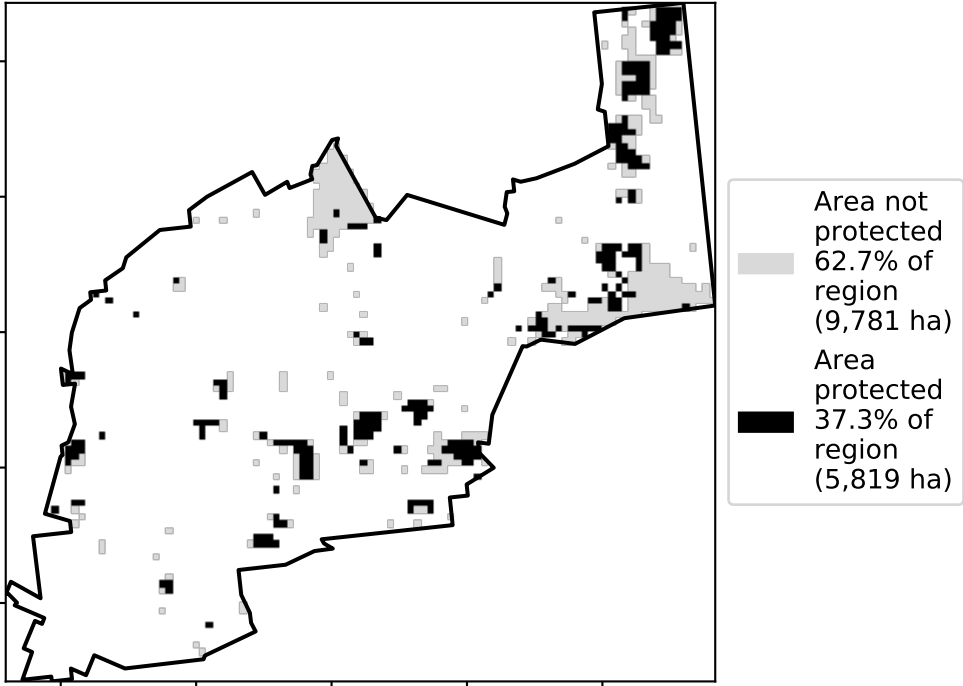 Area not
protected
62.7% of
region
(9,781 ha)
Area
protected
37.3% of
region
(5,819 ha)